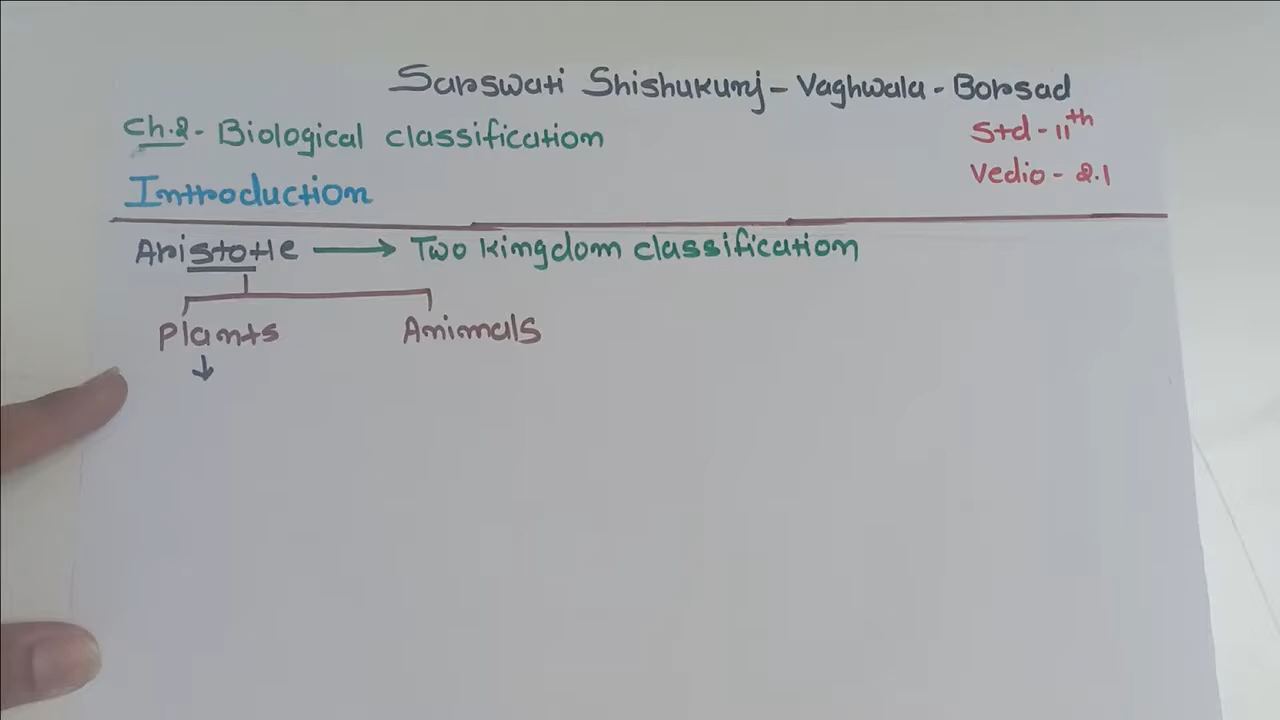 Sarswati Shishukunj - Vaghwala - Borsad
Ch.2 - Biological classification
Std - 11th
Introduction
Vedio - 2.1
Aristotle → Two kingdom classification
Plants Animals